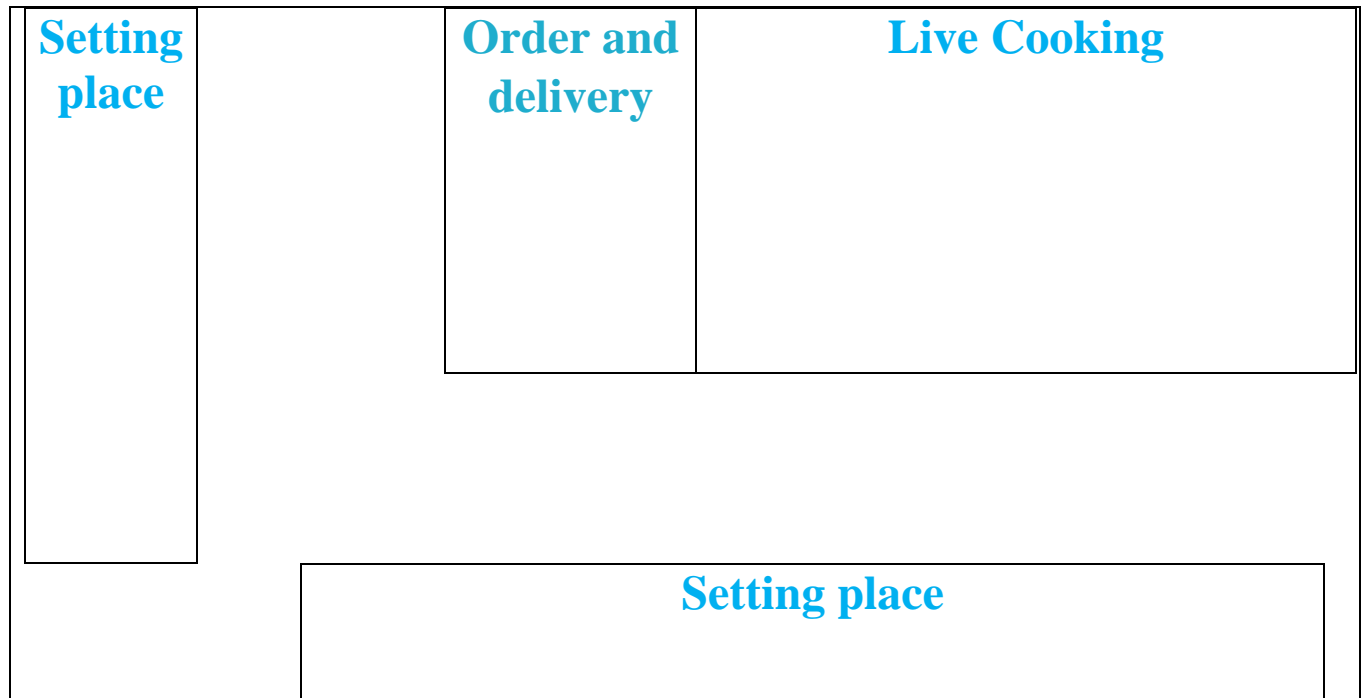 Setting
place
Order and
delivery
Live Cooking
Setting place